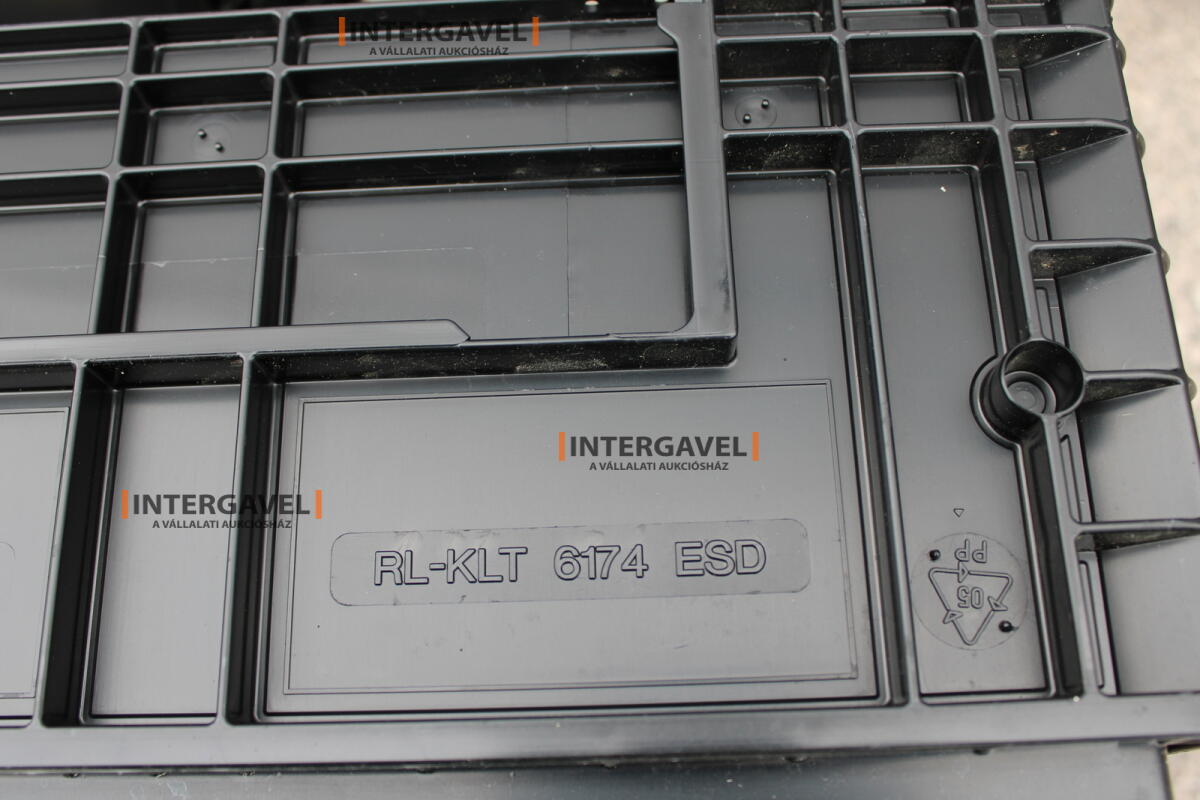 INTERGAVEL
A VÁLLALATI AUKCIÓSHÁZ
INTERGAVEL
A VÁLLALATI AUKCIÓSHÁZ
INTERGAVEL
A VÁLLALATI AUKCIÓSHÁZ
RL-KLT 6174 ESD
PP
05